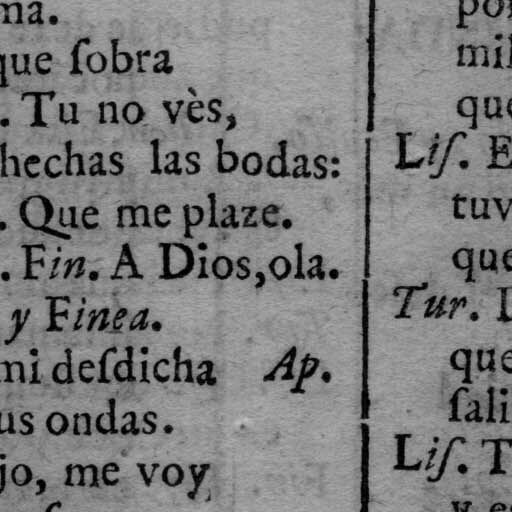 ma.
que ſobra
. Tu no vès,
hechas las bodas:
. Que me plaze.
. Fin. A Dios, ola.
y Finea.
mi deſdicha Ap.
us ondas.
jo, me voy
por
mil
que
Liſ. E
tuv
que
Tur.
que
ſali
Liſ. T